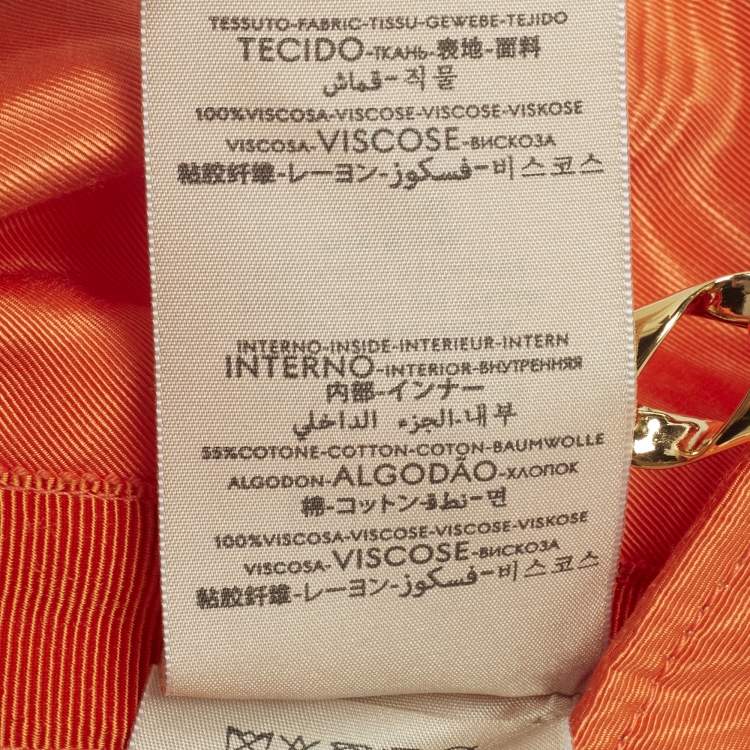 TESSUTO-FABRIC-TISSU-GEWEBE-TEJIDO
TECIDO-ТКАНЬ-表地-面料
قماش-직물
100%VISCOSA-VISCOSE-VISCOSE-VISKOSE
VISCOSA-VISCOSE-ВИСКОЗА
粘胶纤维-レーヨン-فسكوز-비스코스
INTERNO-INSIDE-INTERIEUR-INTERN
INTERNO-INTERIOR-ВНУТРЕННЯЯ
内部-インナー
الجزء الداخلي-내부
55%COTONE-COTTON-COTON-BAUMWOLLE
ALGODON-ALGODÃO-ХЛОПОК
棉-コットン-قطن-면
100%VISCOSA-VISCOSE-VISCOSE-VISKOSE
VISCOSA-VISCOSE-ВИСКОЗА
粘胶纤维-レーヨン-فسكوز-비스코스